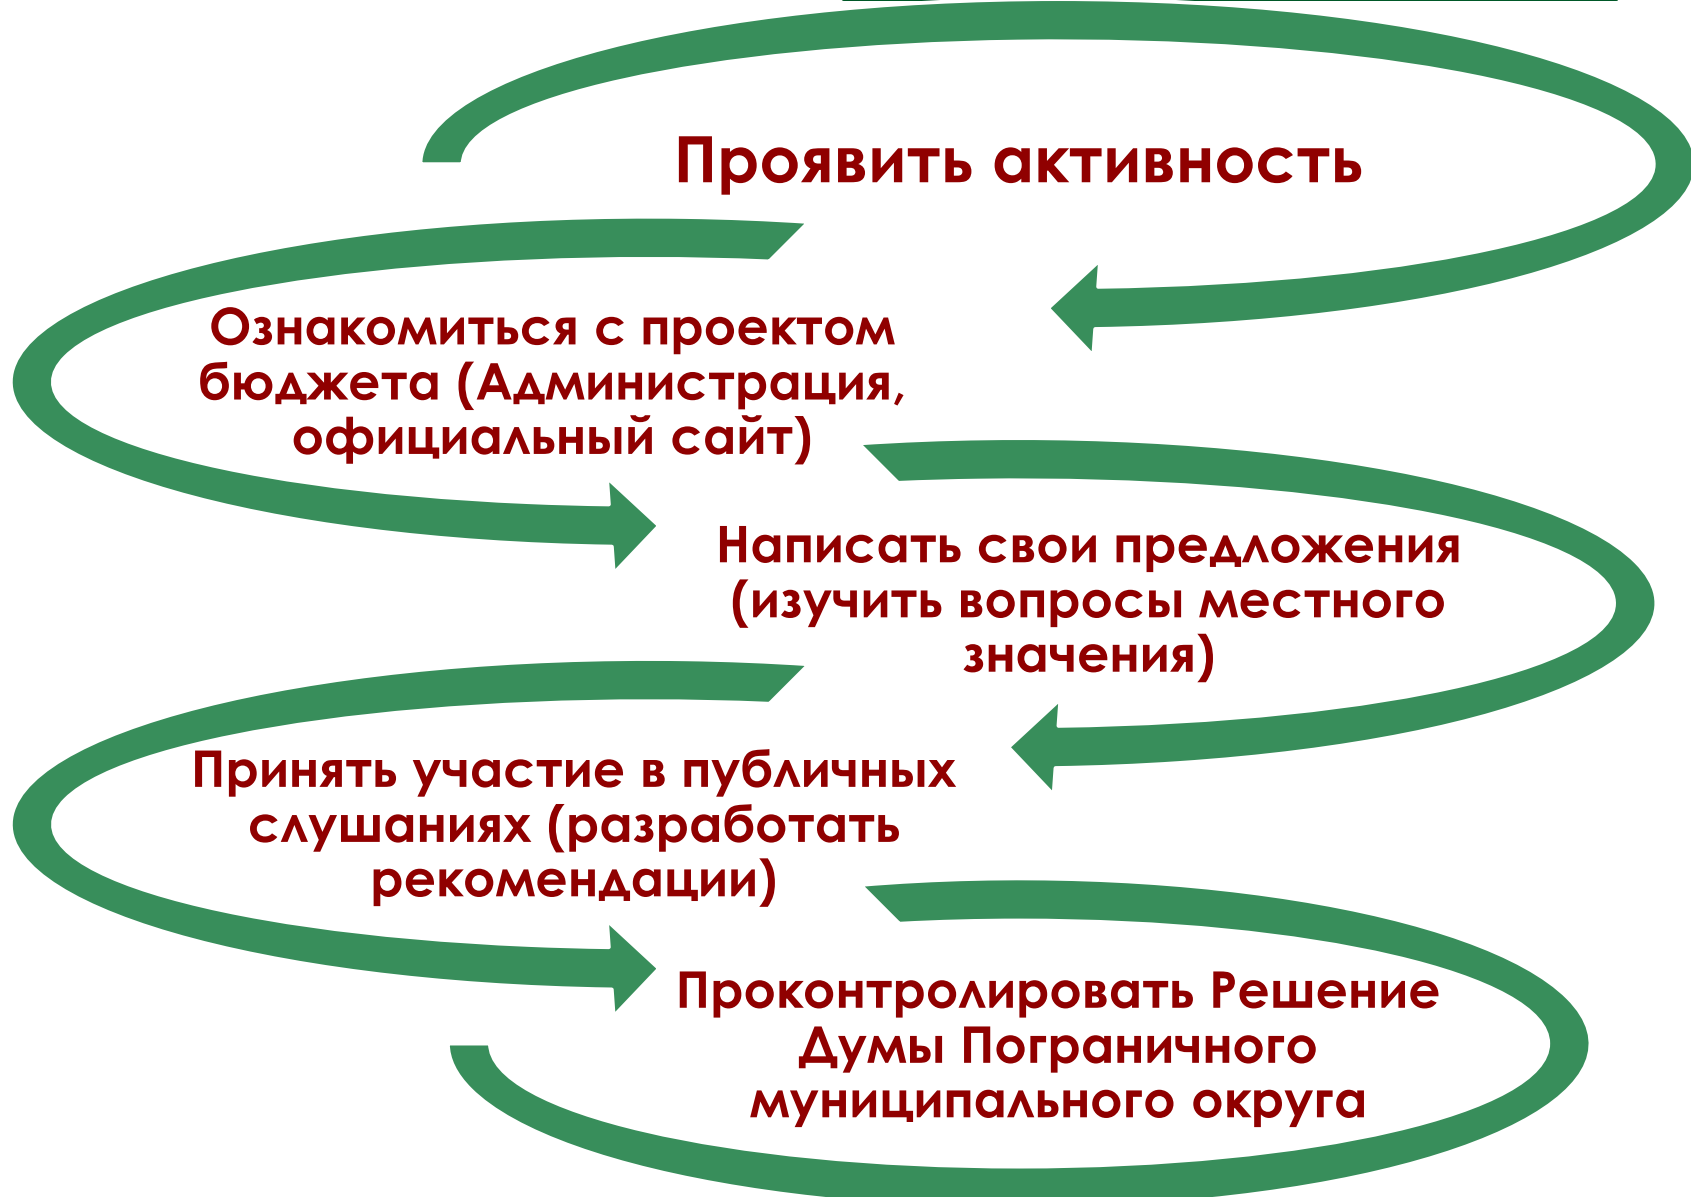 Проявить активность
Ознакомиться с проектом
бюджета (Администрация,
официальный сайт)
Написать свои предложения
(изучить вопросы местного
значения)
Принять участие в публичных
слушаниях (разработать
рекомендации)
Проконтролировать Решение
Думы Пограничного
муниципального округа